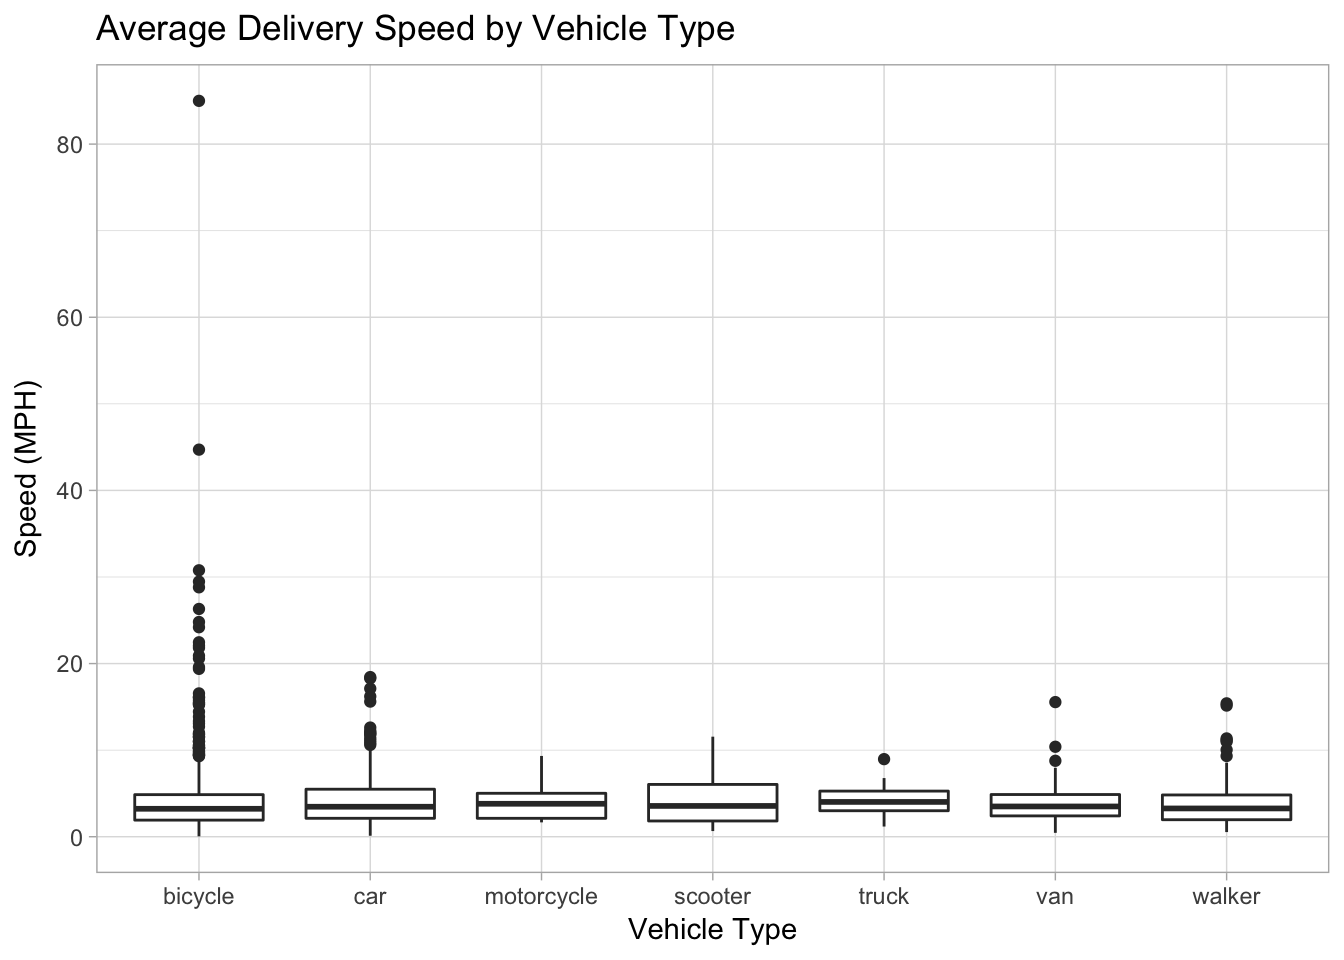 Average Delivery Speed by Vehicle Type
Speed (MPH)
80
60
40
20
0
bicycle car motorcycle scooter truck van walker
Vehicle Type